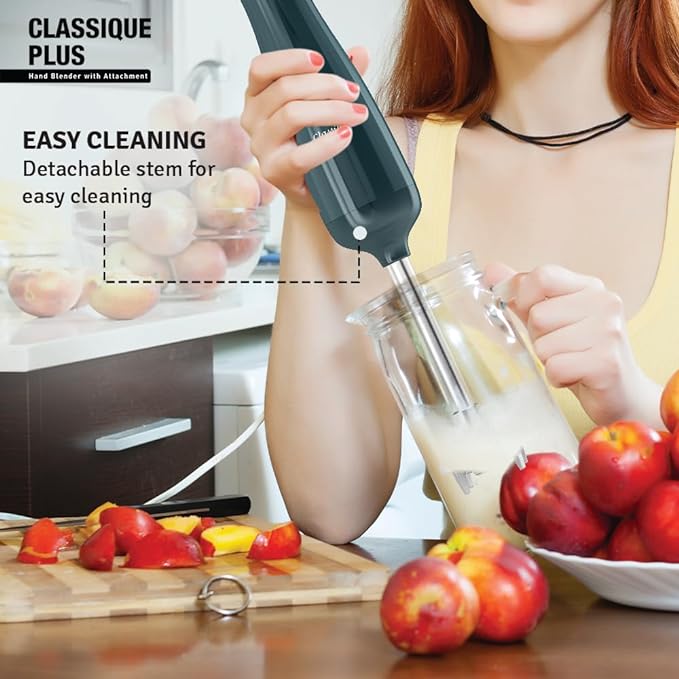 CLASSIQUE
PLUS
Hand Blender with Attachment
EASY CLEANING
Detachable stem for
easy cleaning